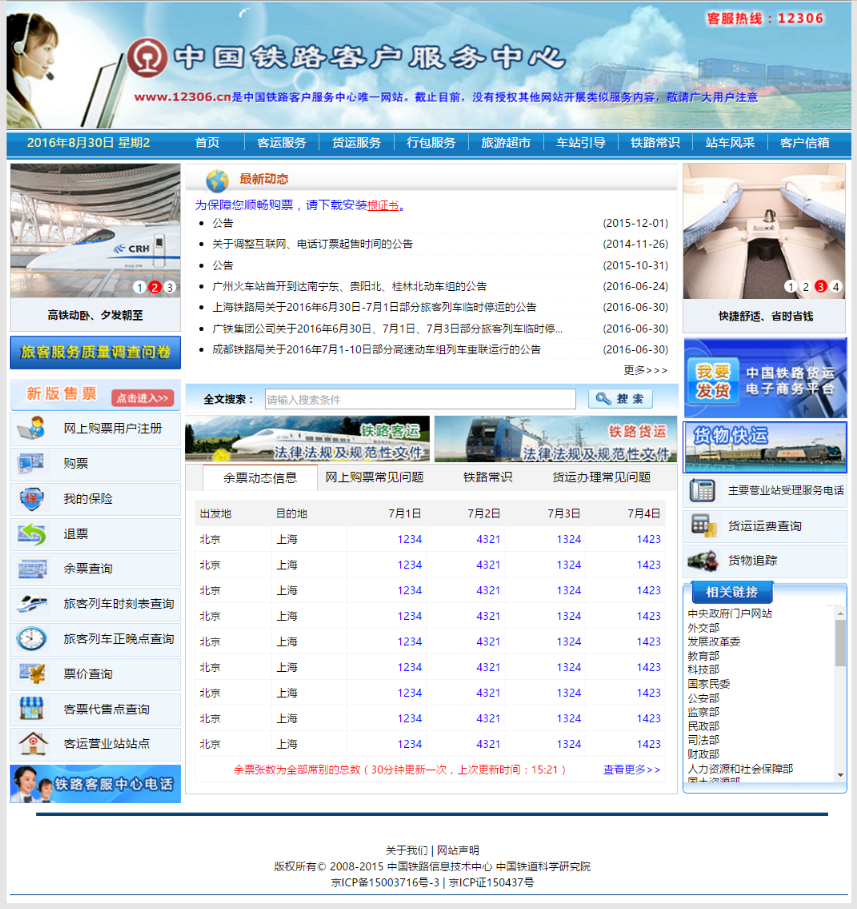 客服热线：12306
中国铁路客户服务中心
www.12306.cn是中国铁路客户服务中心唯一网站。截止目前，没有授权其他网站开展类似服务内容，敬请广大用户注意
2016年8月30日 星期2 首页 客运服务 货运服务 行包服务 旅游超市 车站引导 铁路常识 站车风采 客户信箱
CRH
1 2 3 4
高铁动卧、夕发朝至
旅客服务质量调查问卷
新版售票 点击进入>>
网上购票用户注册
购票
我的保险
退票
余票查询
旅客列车时刻表查询
旅客列车正晚点查询
票价查询
客票代售点查询
客运营业站站点
铁路客服中心电话
最新动态
为保障您顺畅购票，请下载安装根证书。
公告 (2015-12-01)
关于调整互联网、电话订票起售时间的公告 (2014-11-26)
公告 (2015-10-31)
广州火车站首开到达南宁东、贵阳北、桂林北动车组的公告 (2016-06-24)
上海铁路局关于2016年6月30日-7月1日部分旅客列车临时停运的公告 (2016-06-30)
广铁集团公司关于2016年6月30日、7月1日、7月3日部分旅客列车临时停... (2016-06-30)
成都铁路局关于2016年7月1-10日部分高速动车组列车重联运行的公告 (2016-06-30)
更多>>>
全文搜索： 请输入搜索条件 搜 索
铁路客运
法律法规及规范性文件
铁路货运
法律法规及规范性文件
余票动态信息 网上购票常见问题 铁路常识 货运办理常见问题
出发地 目的地 7月1日 7月2日 7月3日 7月4日
北京 上海 1234 4321 1324 1423
北京 上海 1234 4321 1324 1423
北京 上海 1234 4321 1324 1423
北京 上海 1234 4321 1324 1423
北京 上海 1234 4321 1324 1423
北京 上海 1234 4321 1324 1423
北京 上海 1234 4321 1324 1423
北京 上海 1234 4321 1324 1423
北京 上海 1234 4321 1324 1423
余票张数为全部席别的总数（30分钟更新一次，上次更新时间：15:21） 查看更多>>
1 2 3 4
快捷舒适、省时省钱
我要发货
中国铁路货运
电子商务平台
货物快运
主要营业站受理服务电话
货运运费查询
货物追踪
相关链接
中央政府门户网站
外交部
发展改革委
教育部
科技部
国家民委
公安部
监察部
民政部
司法部
财政部
人力资源和社会保障部
国土资源部
关于我们 | 网站声明
版权所有© 2008-2015 中国铁路信息技术中心 中国铁道科学研究院
京ICP备15003716号-3 | 京ICP证150437号